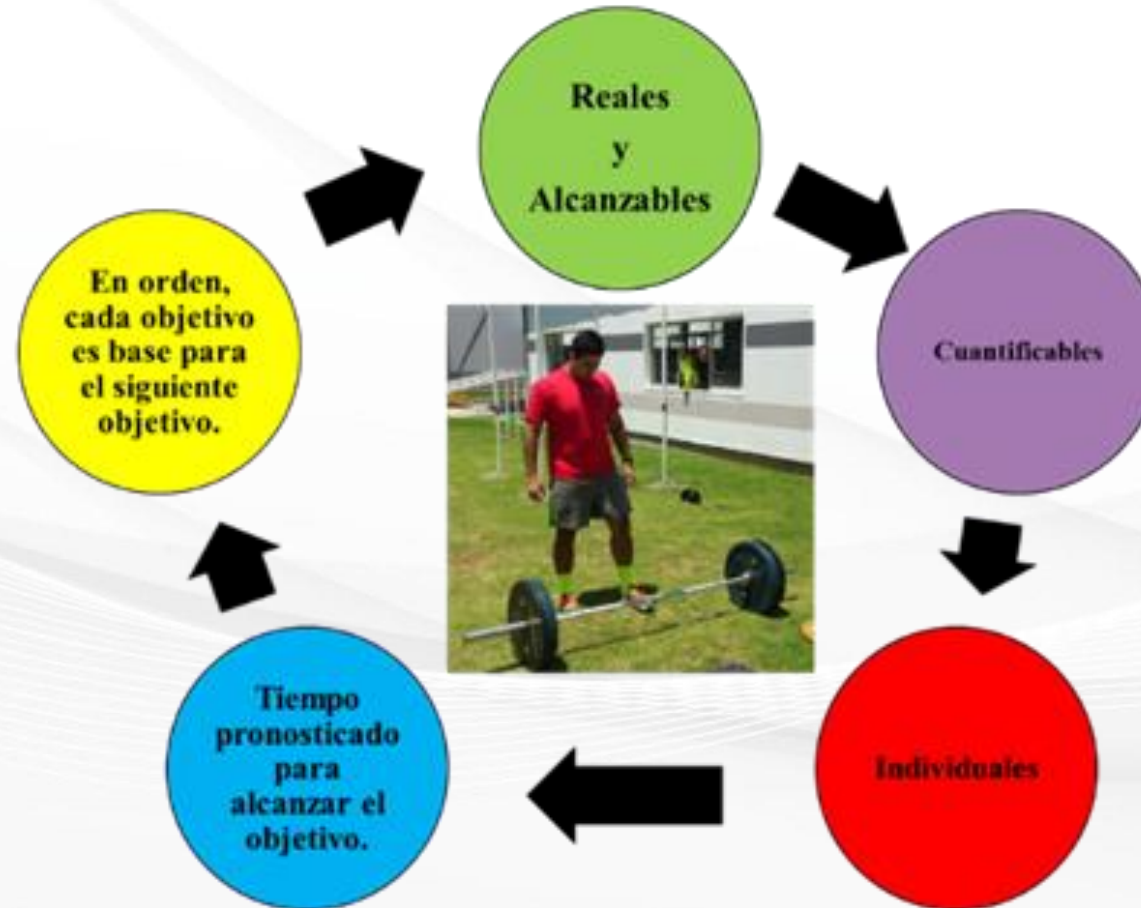 Reales
y
Alcanzables
Cuantificables
Individuales
Tiempo
pronosticado
para
alcanzar el
objetivo.
En orden,
cada objetivo
es base para
el siguiente
objetivo.